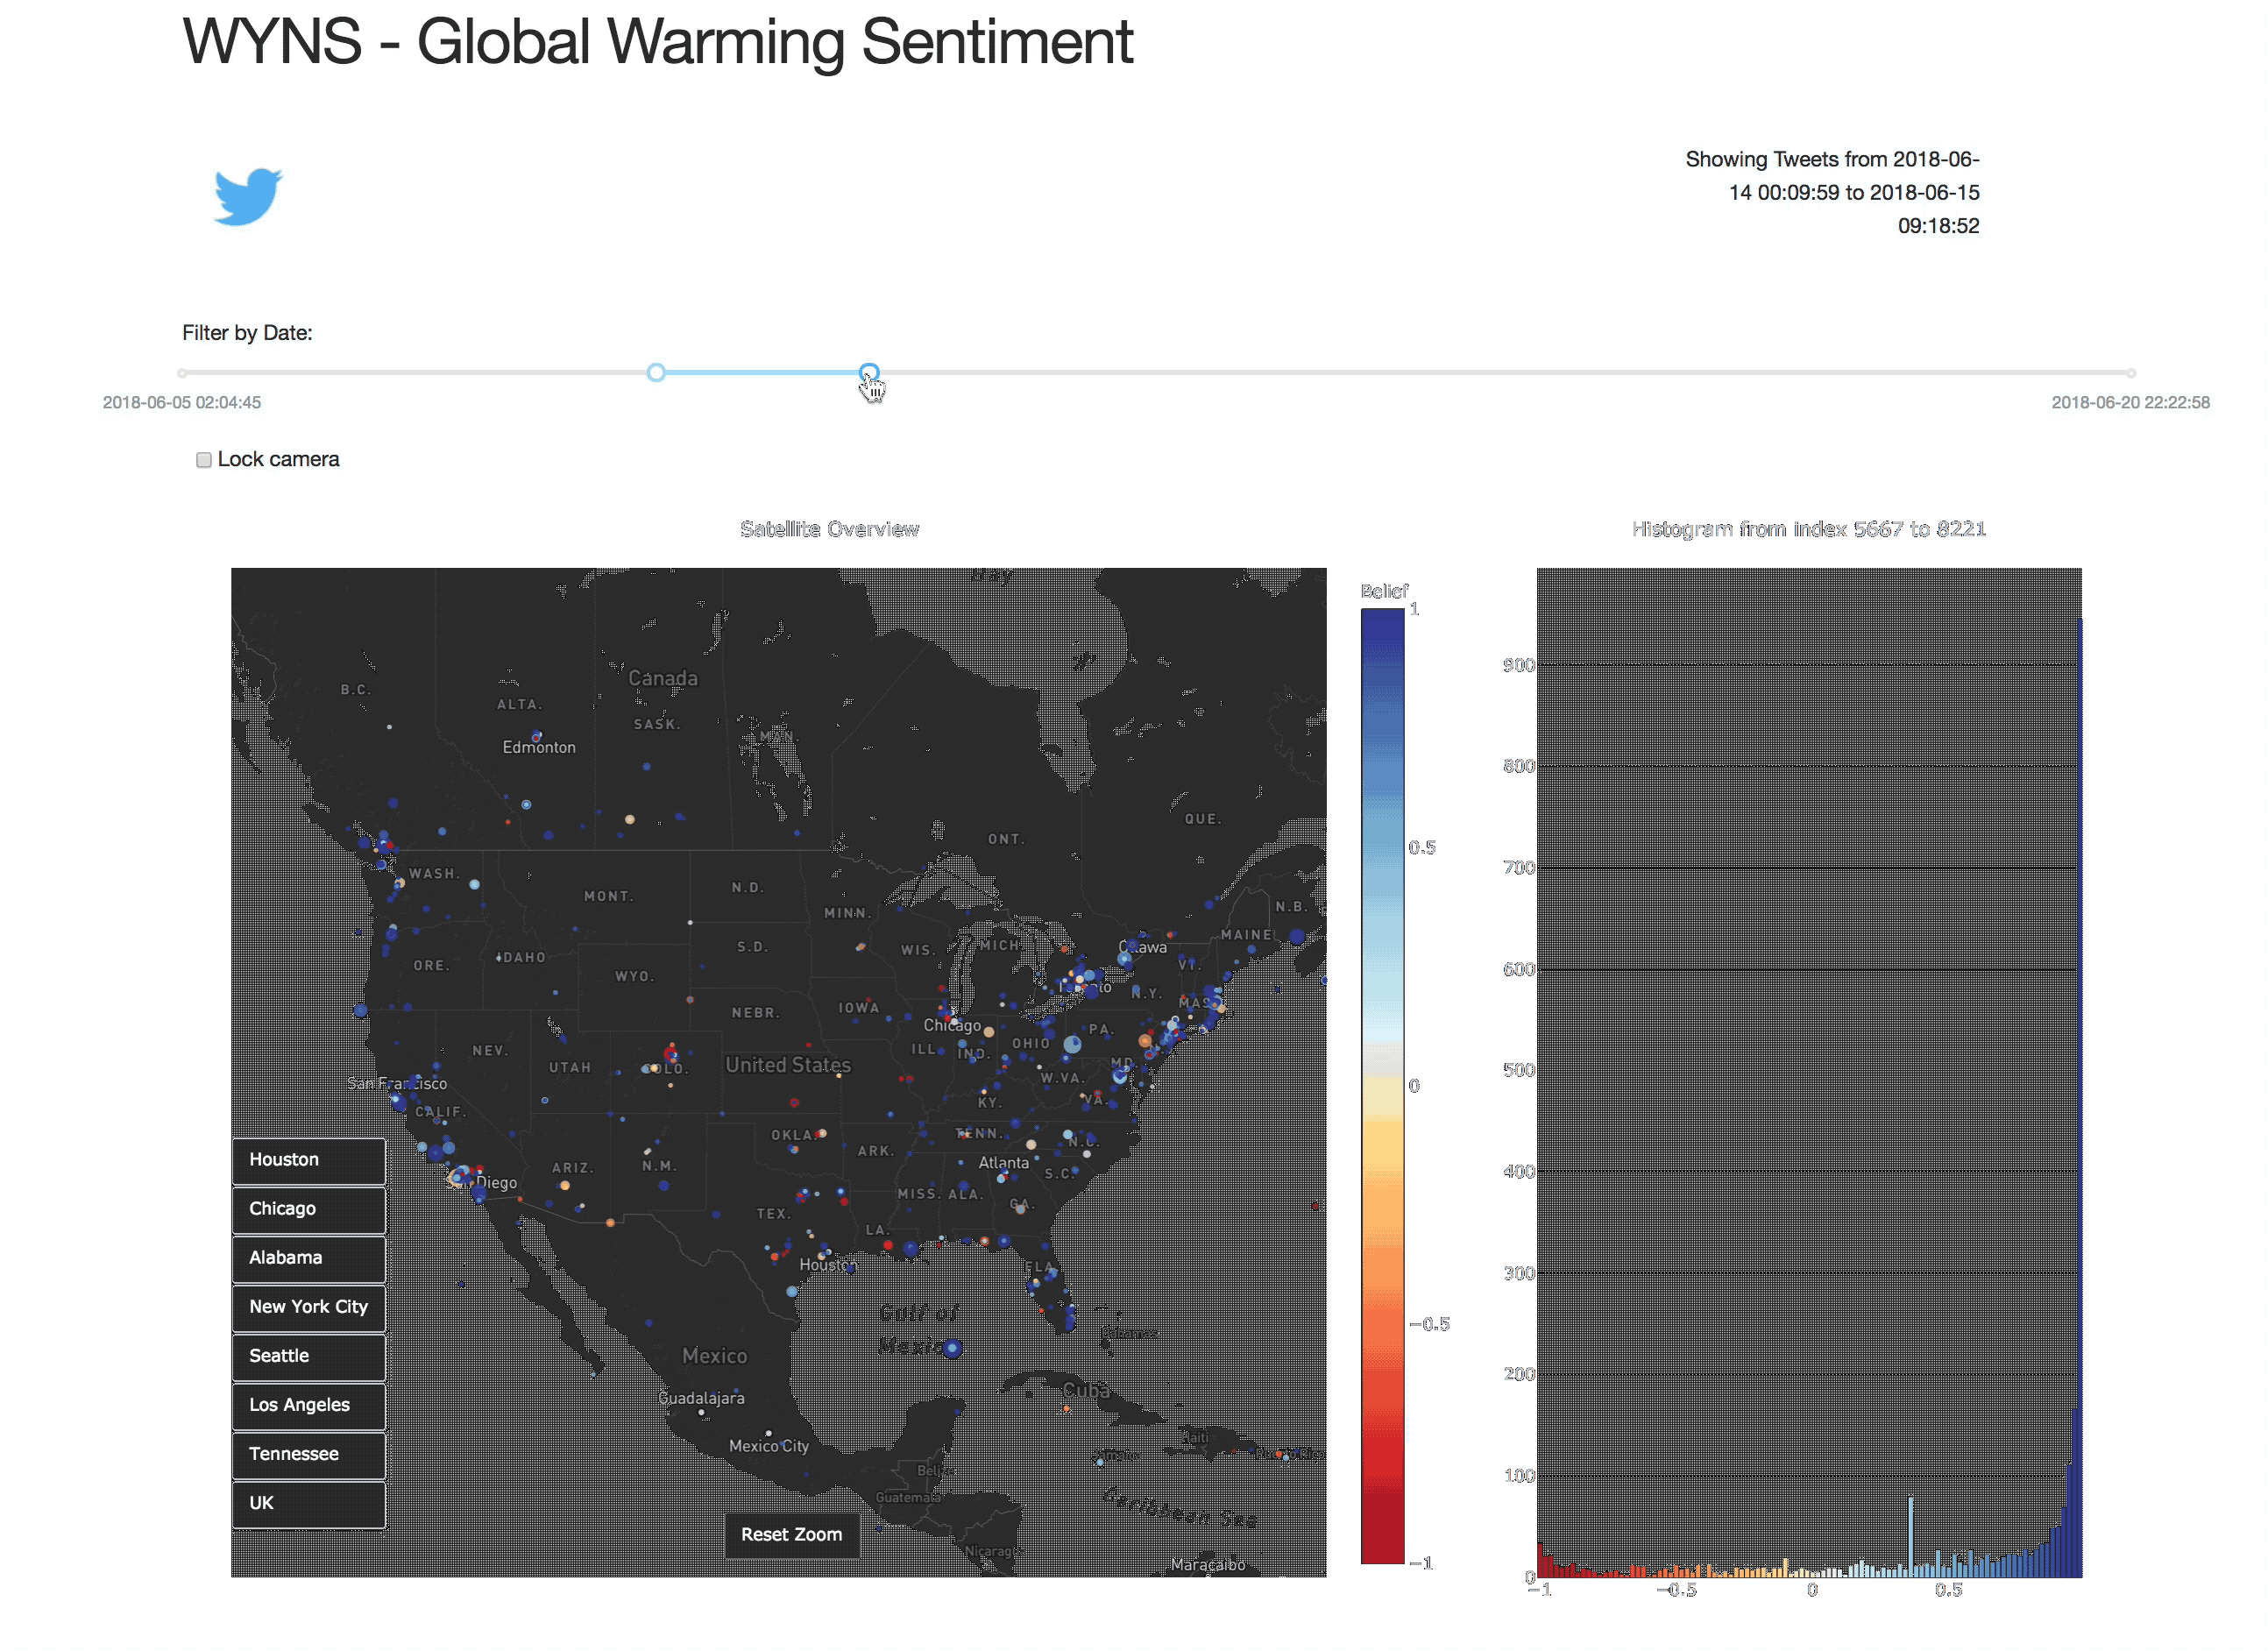 WYNS - Global Warming Sentiment
Showing Tweets from 2018-06-
14 00:09:59 to 2018-06-15
09:18:52
Filter by Date:
2018-06-05 02:04:45
2018-06-20 22:22:58
Lock camera
Satellite Overview
Histogram from index 5667 to 8221
Bay
Canada
B.C.
ALTA.
SASK.
MAN.
Edmonton
ONT.
QUE.
WASH.
MONT.
N.D.
MINN.
N.B.
MAINE
ORE.
IDAHO
WYO.
S.D.
WIS.
MICH.
Ottawa
VT.
NEBR.
IOWA
Chicago
Toronto
N.Y.
MASS
NEV.
UTAH
COLO.
United States
ILL.
IND.
OHIO
PA.
MD.
N.J.
San Francisco
CALIF.
KY.
W.VA.
VA.
San Diego
ARIZ.
N.M.
OKLA.
ARK.
TENN.
N.C.
Atlanta
S.C.
TEX.
LA.
MISS.
ALA.
GA.
Houston
FLA.
Gulf of
Mexico
Bahamas
Mexico
Cuba
Guadalajara
Mexico City
Haiti
Jamaica
Puerto Rico
Belize
Guatemala
Caribbean Sea
Nicaragua
Maracaibo
Houston
Chicago
Alabama
New York City
Seattle
Los Angeles
Tennessee
UK
Reset Zoom
Belief
1
0.5
0
−0.5
−1
900
800
700
600
500
400
300
200
100
0
−1
−0.5
0
0.5